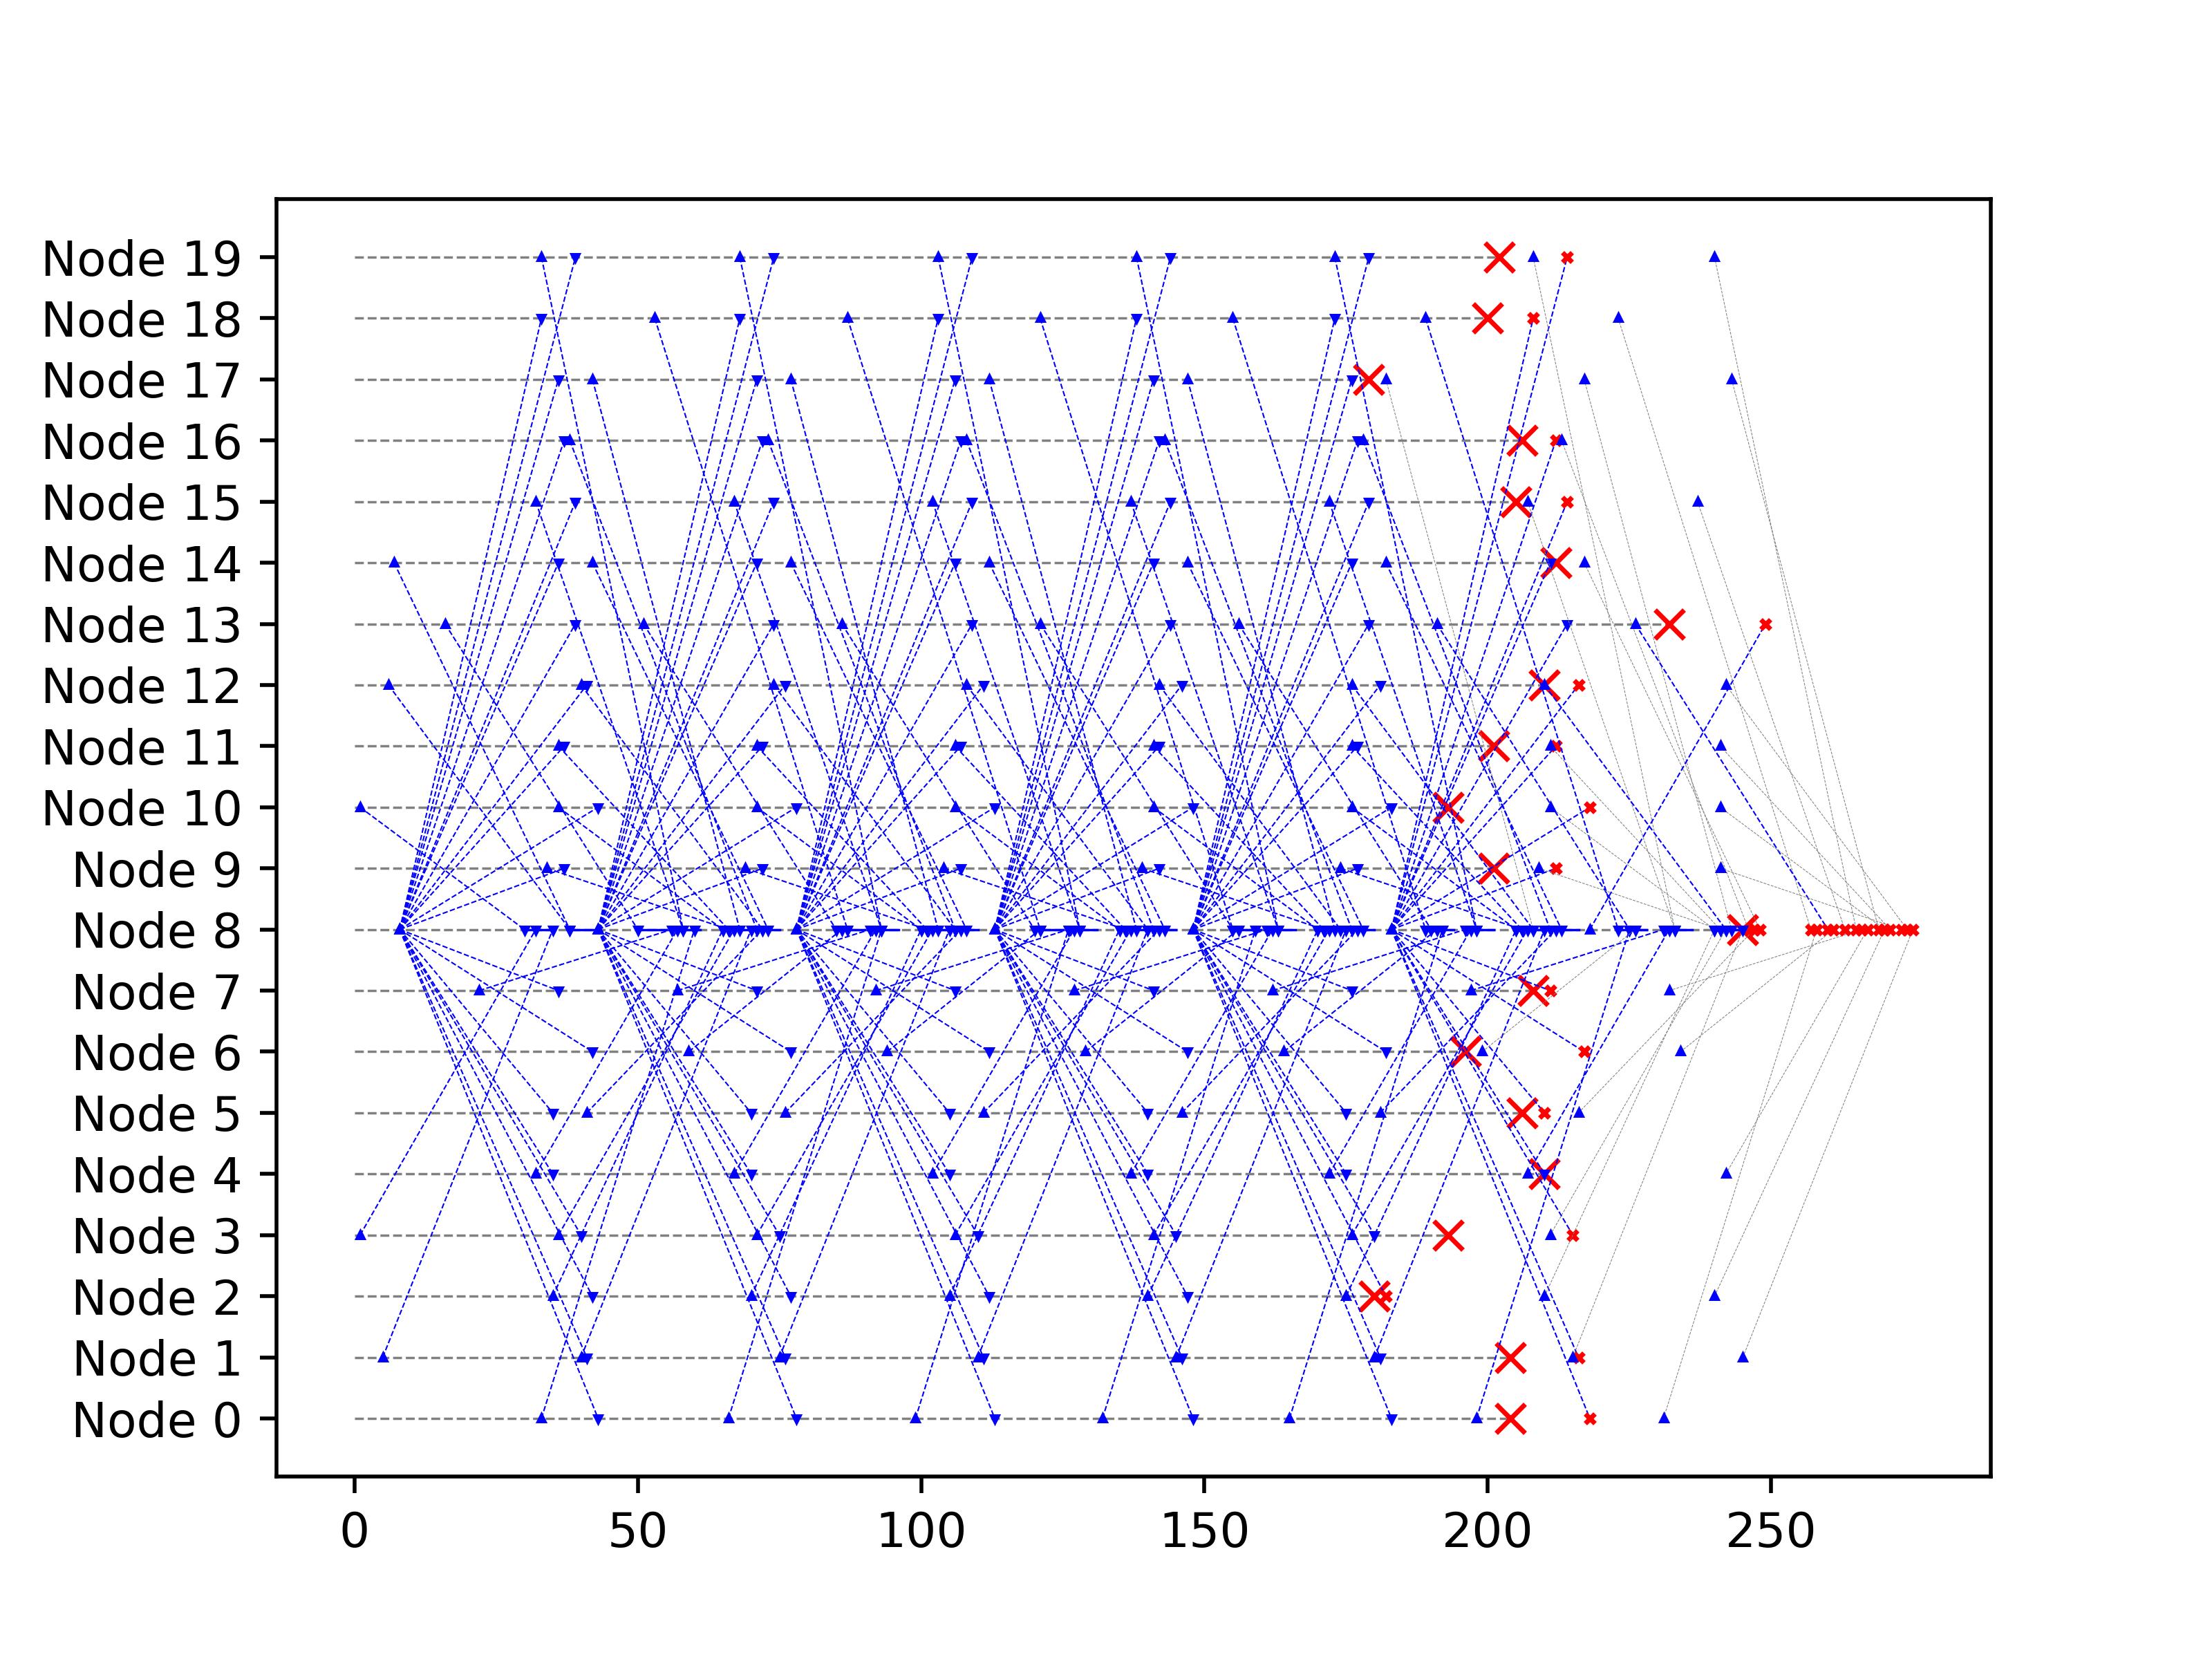 Node 19
Node 18
Node 17
Node 16
Node 15
Node 14
Node 13
Node 12
Node 11
Node 10
Node 9
Node 8
Node 7
Node 6
Node 5
Node 4
Node 3
Node 2
Node 1
Node 0
0 50 100 150 200 250